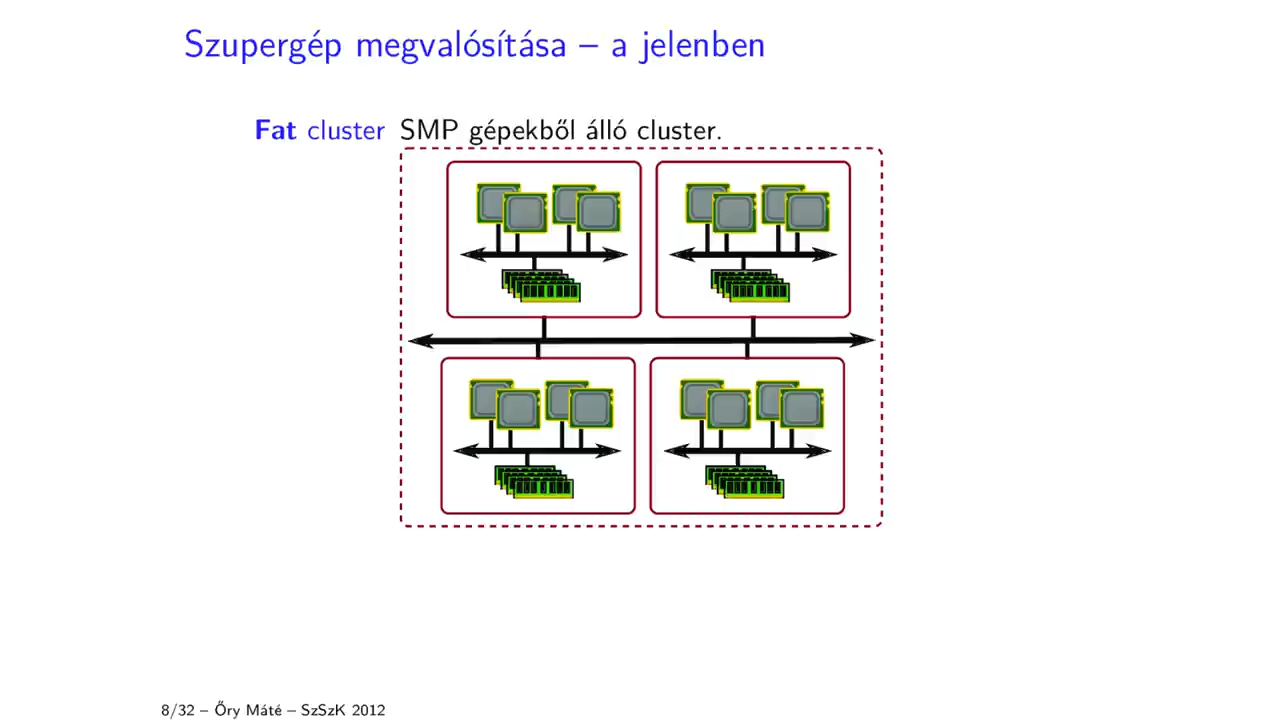 Szupergép megvalósítása – a jelenben
Fat cluster SMP gépekből álló cluster.
8/32 – Őry Máté – SzSzK 2012